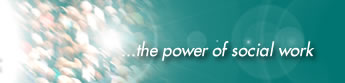 ...the power of social work